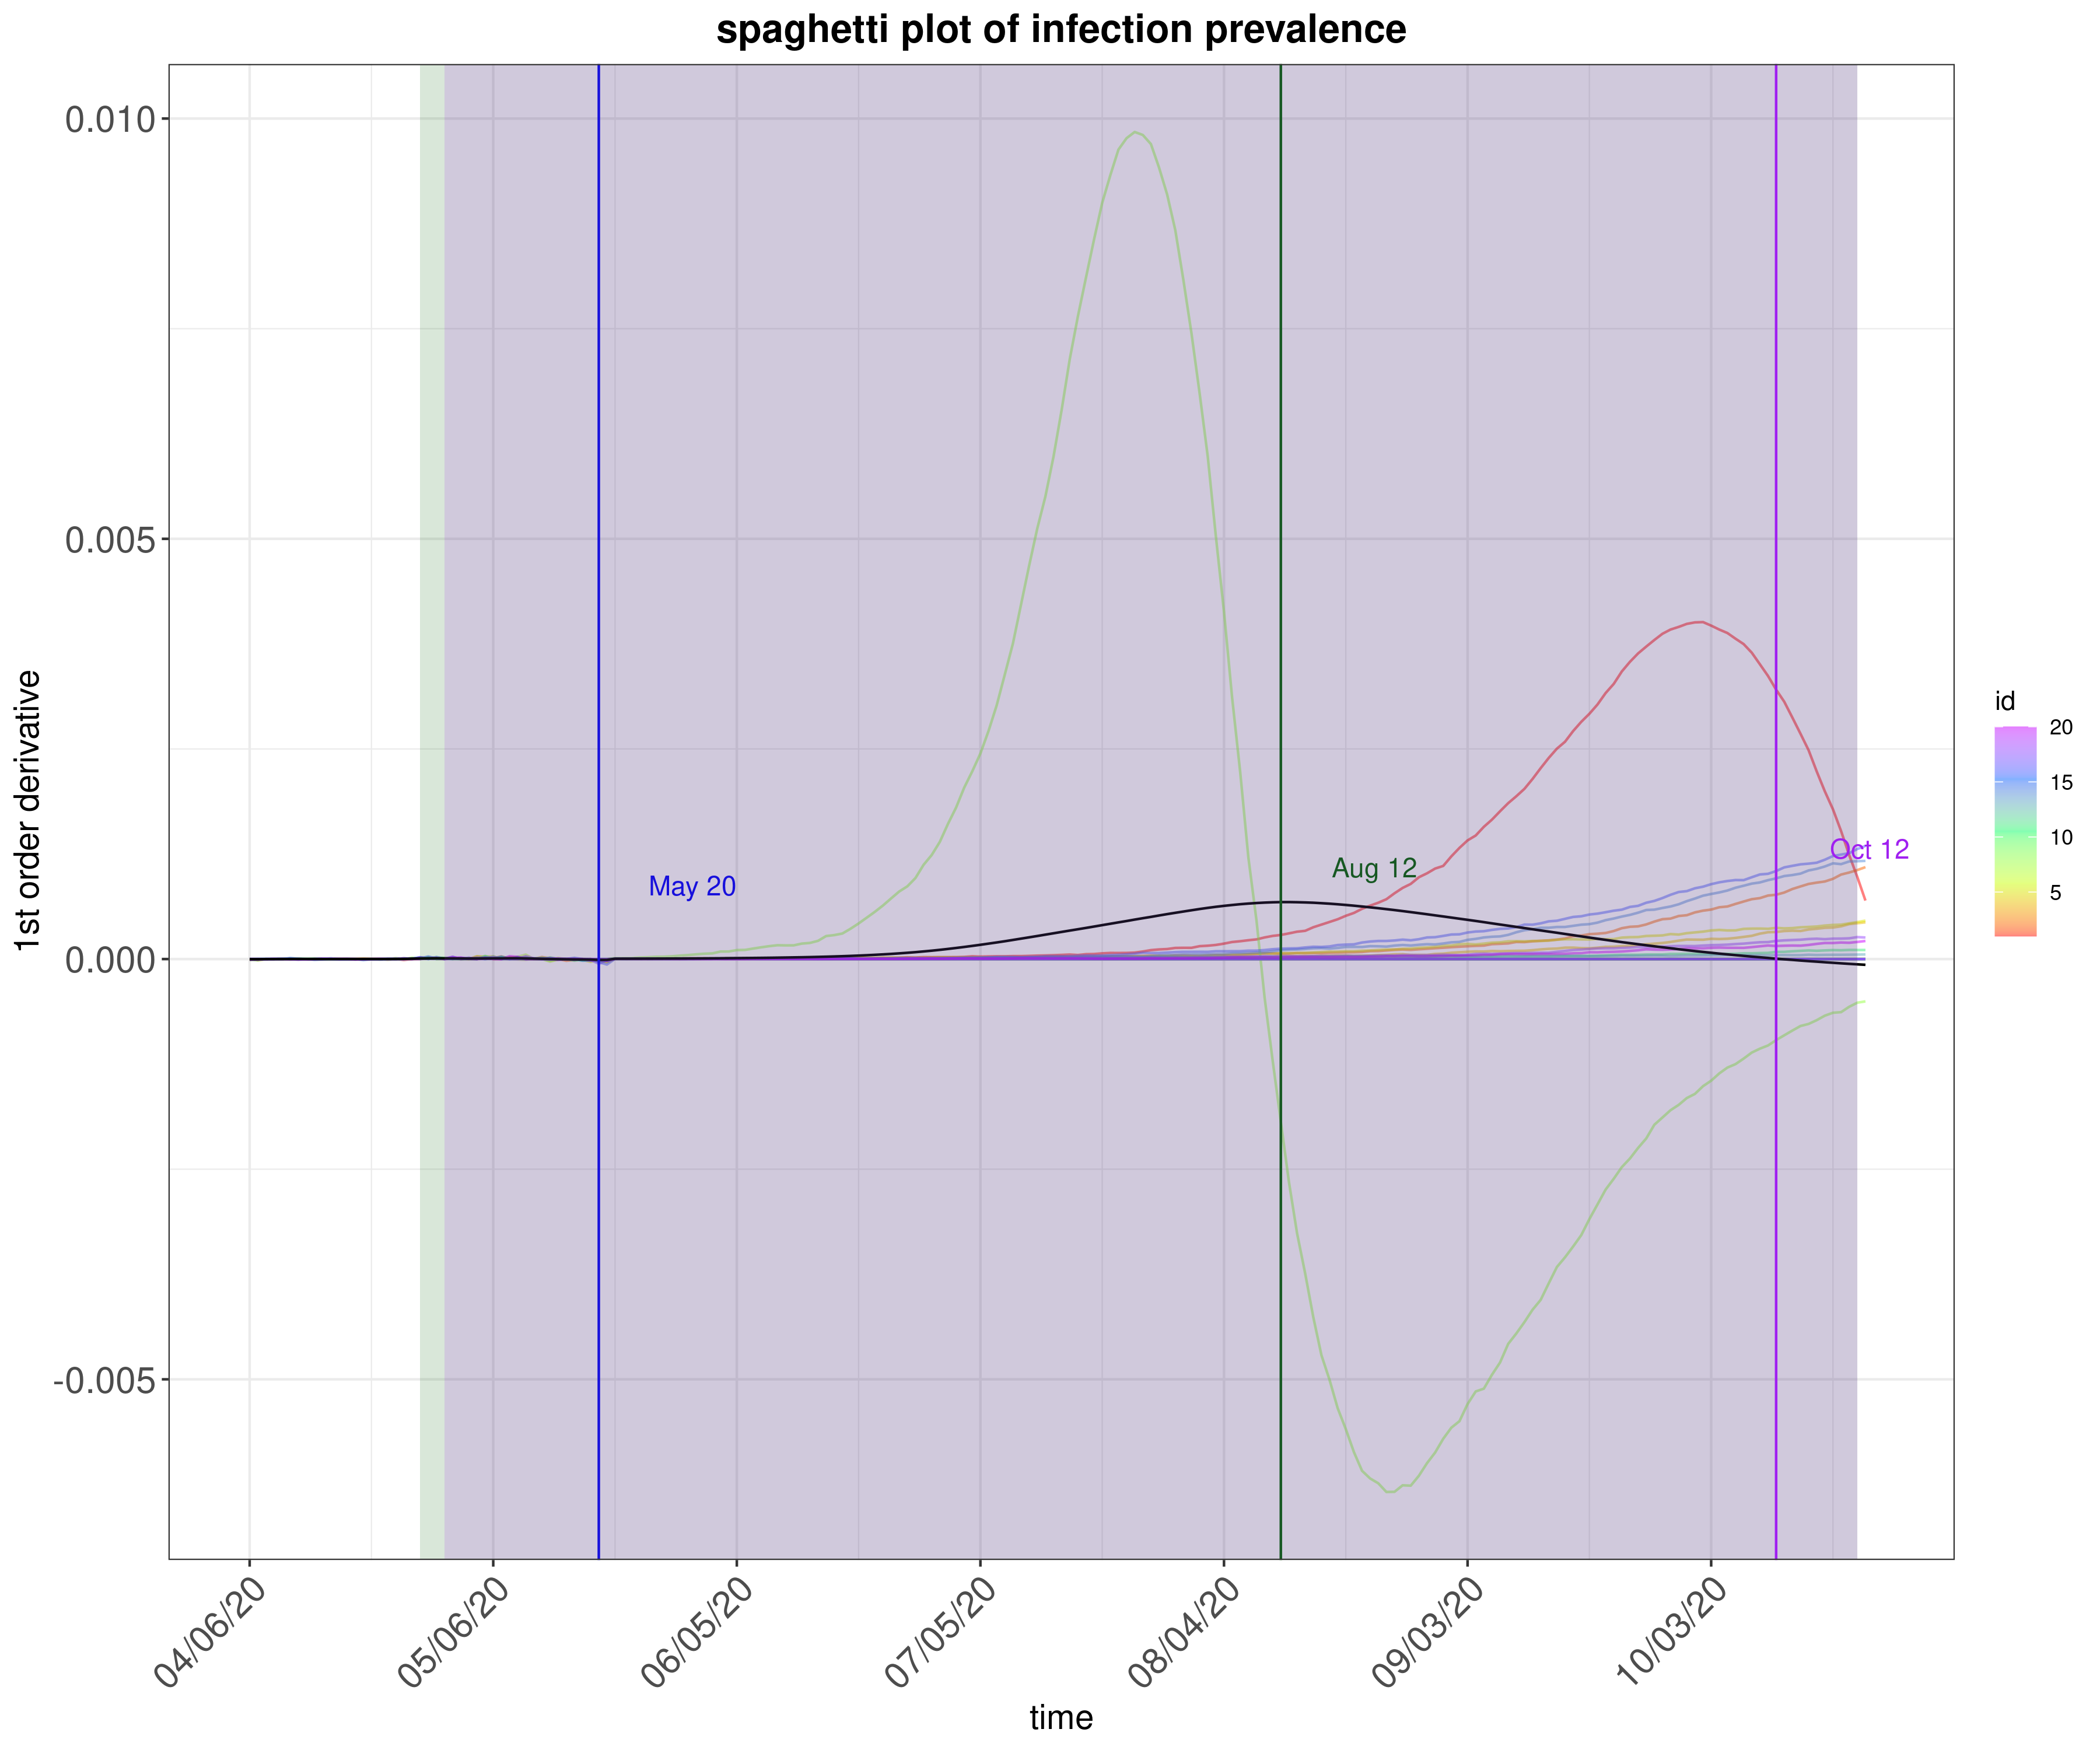 spaghetti plot of infection prevalence
1st order derivative
0.010
0.005
0.000
-0.005
May 20
Aug 12
Oct 12
04/06/20
05/06/20
06/05/20
07/05/20
08/04/20
09/03/20
10/03/20
time
id
20
15
10
5